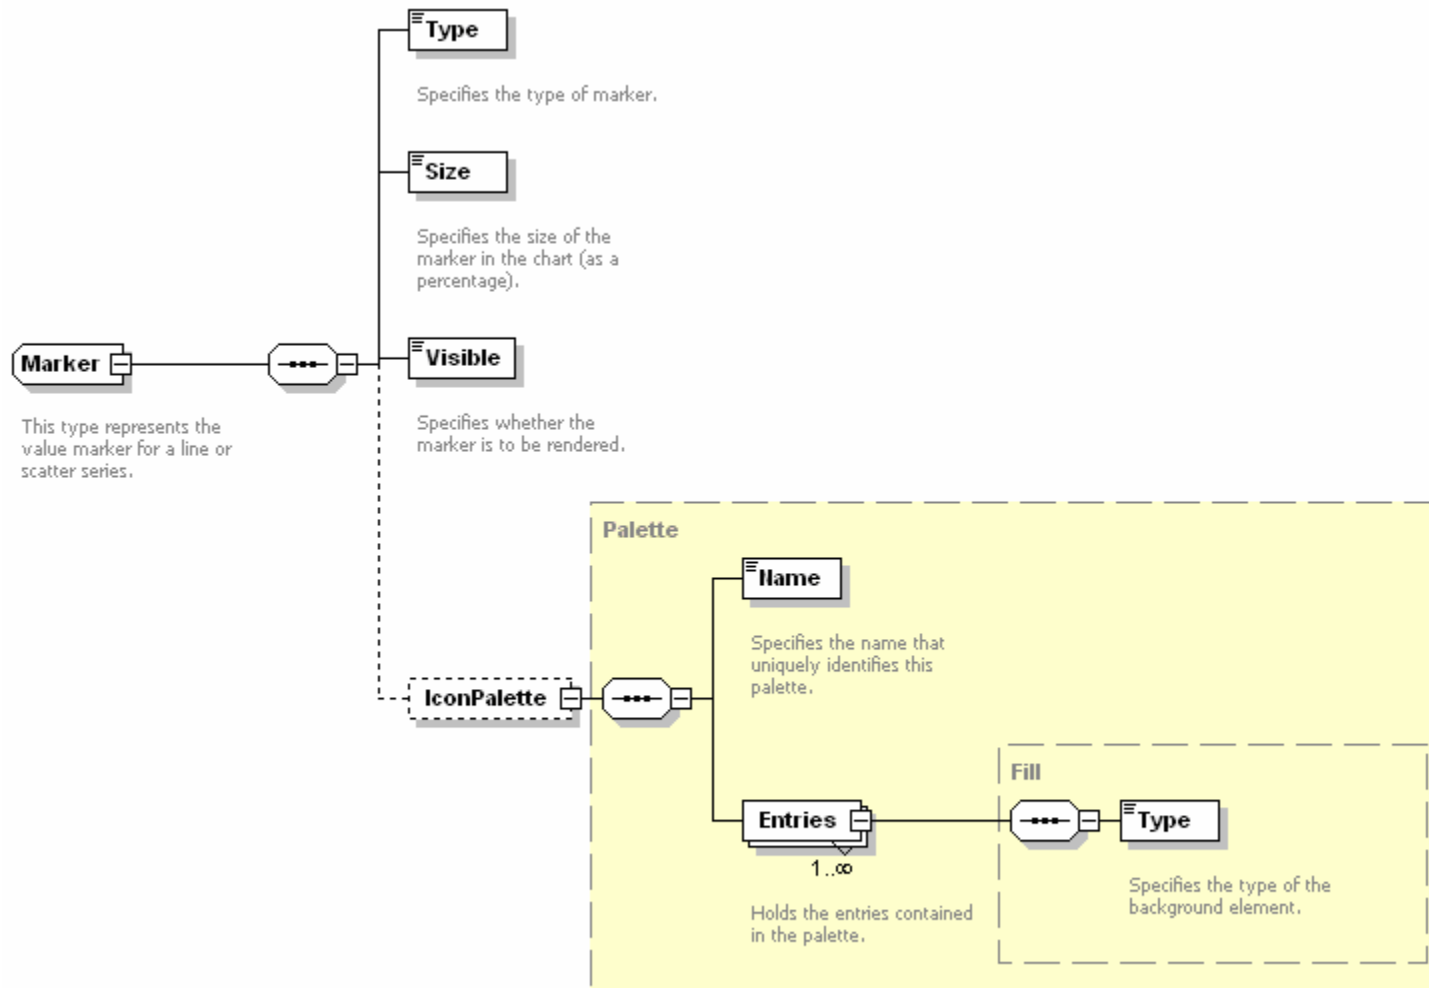 Type
Specifies the type of marker.
Size
Specifies the size of the
marker in the chart (as a
percentage).
Marker
This type represents the
value marker for a line or
scatter series.
Visible
Specifies whether the
marker is to be rendered.
Palette
Name
Specifies the name that
uniquely identifies this
palette.
IconPalette
Entries
1..∞
Holds the entries contained
in the palette.
Fill
Type
Specifies the type of the
background element.